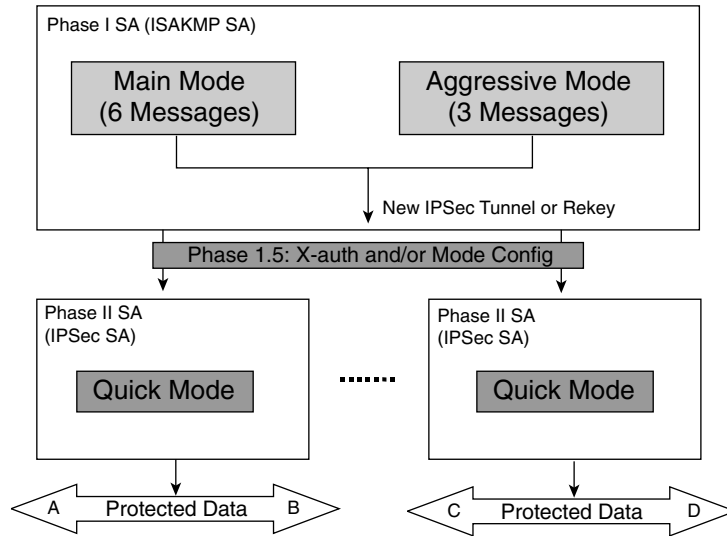 Phase I SA (ISAKMP SA)
Main Mode
(6 Messages)
Aggressive Mode
(3 Messages)
New IPSec Tunnel or Rekey
Phase 1.5: X-auth and/or Mode Config
Phase II SA
(IPSec SA)
Quick Mode
Phase II SA
(IPSec SA)
Quick Mode
A Protected Data B
C Protected Data D